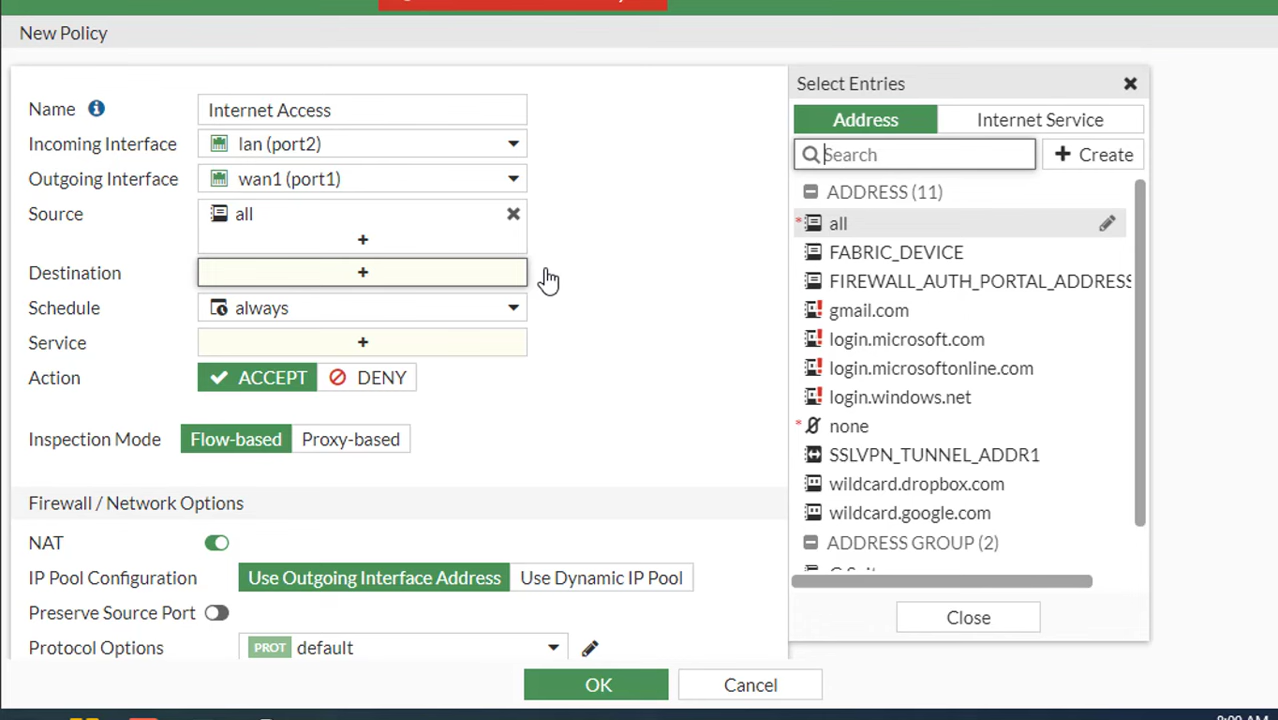 New Policy
Name
Internet Access
Incoming Interface
lan (port2)
Outgoing Interface
wan1 (port1)
Source
all
+
Destination
+
Schedule
always
Service
+
Action
ACCEPT
DENY
Inspection Mode
Flow-based
Proxy-based
Firewall / Network Options
NAT
IP Pool Configuration
Use Outgoing Interface Address
Use Dynamic IP Pool
Preserve Source Port
Protocol Options
PROT
default
OK
Cancel
Select Entries
Address
Internet Service
Search
+ Create
ADDRESS (11)
all
FABRIC_DEVICE
FIREWALL_AUTH_PORTAL_ADDRESS
gmail.com
login.microsoft.com
login.microsoftonline.com
login.windows.net
none
SSLVPN_TUNNEL_ADDR1
wildcard.dropbox.com
wildcard.google.com
ADDRESS GROUP (2)
Close